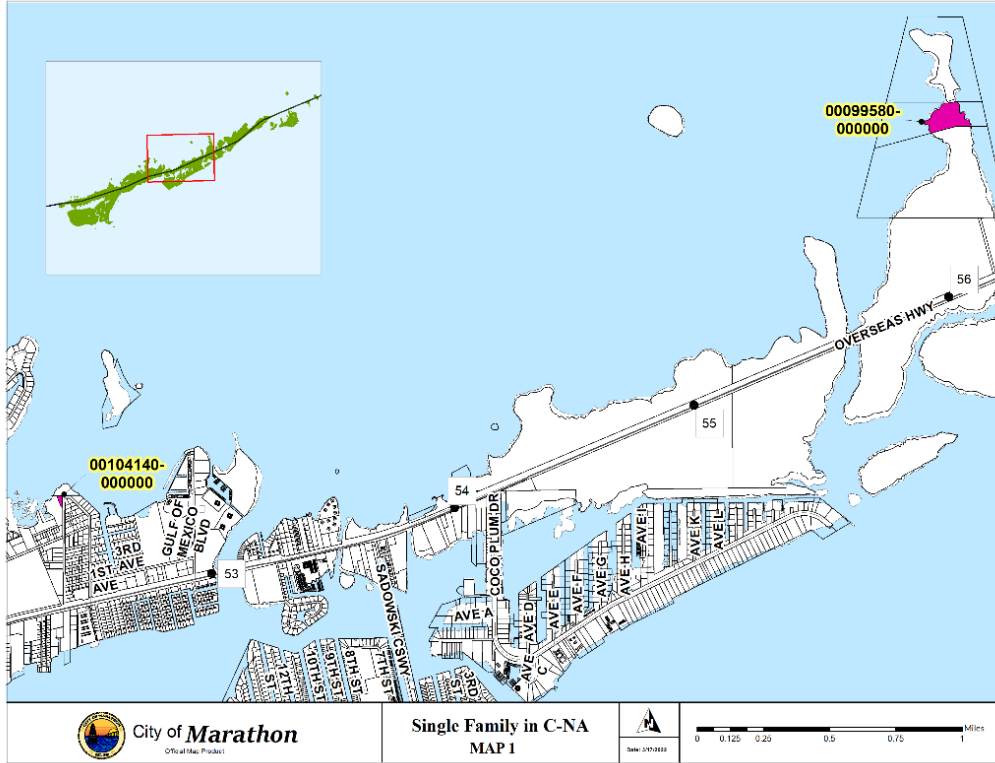 00099580-
000000
56
OVERSEAS HWY
55
00104140-
000000
54
GULF OF
MEXICO
BLVD
COCO PLUM DR
3RD
AVE
1ST
AVE
53
SADOWSKI CSWY
AVE A
AVE D
AVE E
AVE F
AVE G
AVE H
AVE I
AVE K
AVE L
AVE
C
12TH
ST
10TH ST
9TH ST
8TH ST
7TH ST
3RD
ST
City of Marathon
Official Map Product
Single Family in C-NA
MAP 1
N
Miles
0 0.125 0.25 0.5 0.75 1